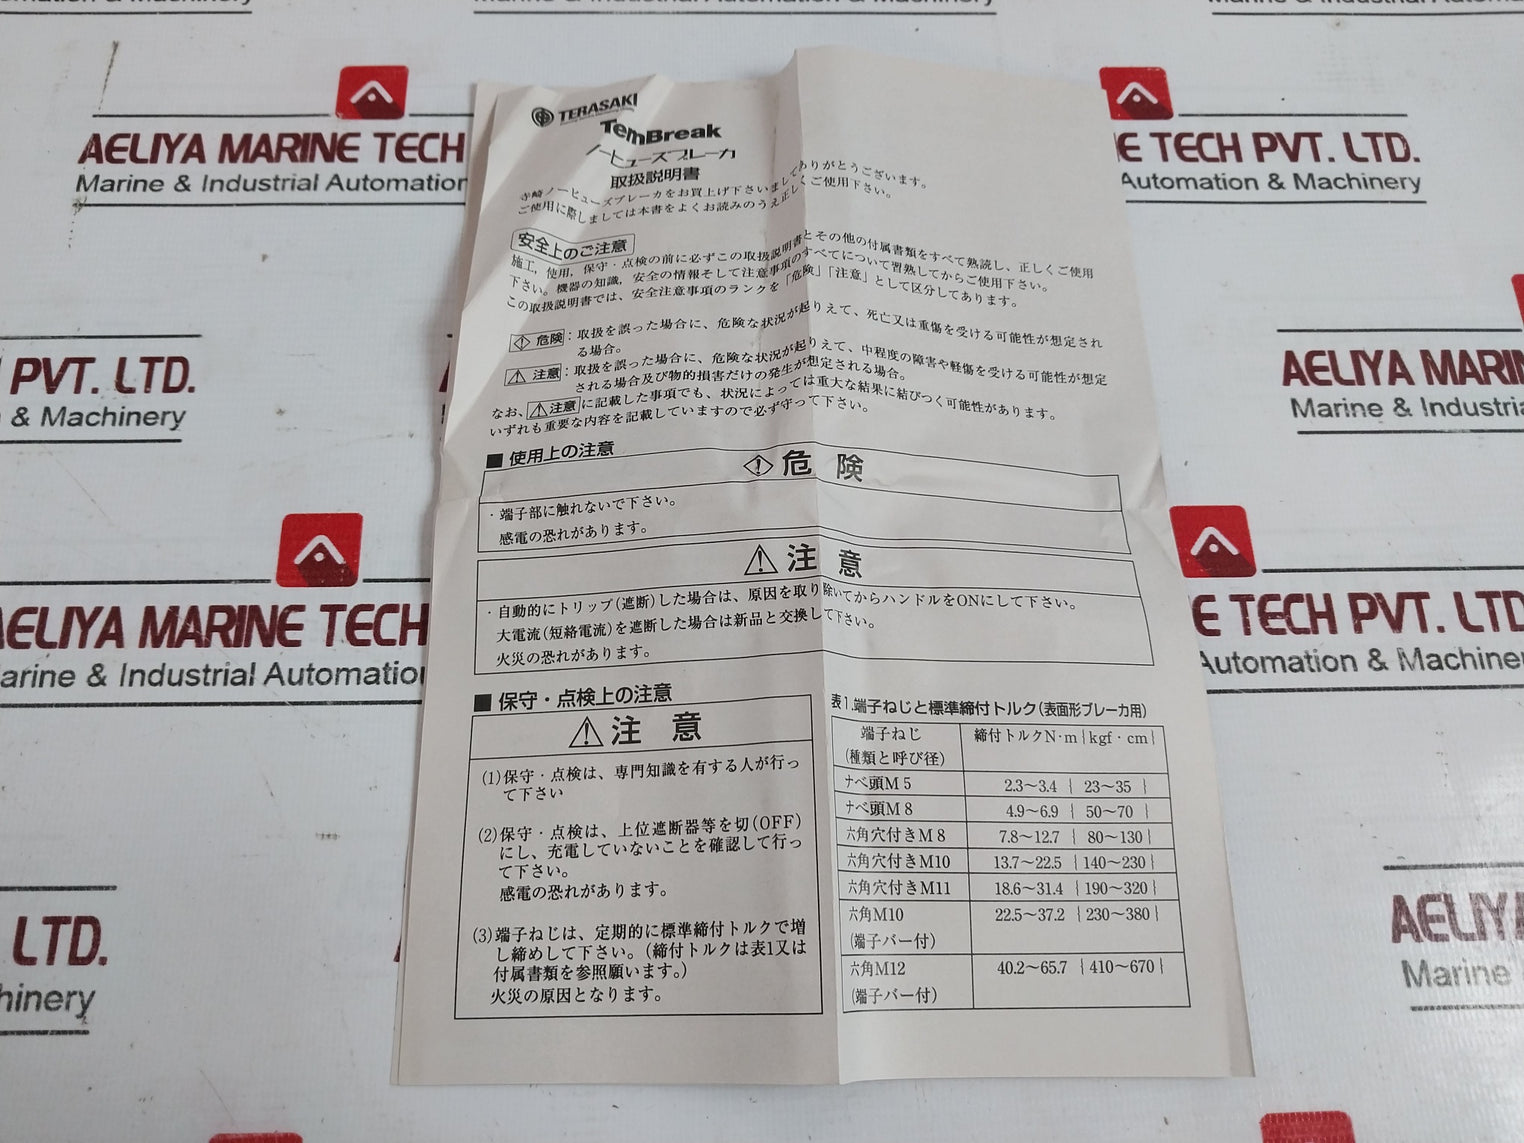 TERASAKI
TemBreak
ノーヒューズブレーカ
取扱説明書
寺崎ノーヒューズブレーカをお買上げ下さいましてありがとうございます。
ご使用に際しましては本書をよくお読みのうえ正しくご使用下さい。
安全上のご注意
施工，使用，保守・点検の前に必ずこの取扱説明書とその他の付属書類をすべて熟読し、正しくご使用
下さい。機器の知識，安全の情報そして注意事項のすべてについて習熟してからご使用下さい。
この取扱説明書では、安全注意事項のランクを「危険」「注意」として区分してあります。
危険：取扱を誤った場合に、危険な状況が起りえて、死亡又は重傷を受ける可能性が想定され
る場合。
注意：取扱を誤った場合に、危険な状況が起りえて、中程度の障害や軽傷を受ける可能性が想定
される場合及び物的損害だけの発生が想定される場合。
なお、注意に記載した事項でも、状況によっては重大な結果に結びつく可能性があります。
いずれも重要な内容を記載していますので必ず守って下さい。
■ 使用上の注意
危 険
・端子部に触れないで下さい。
感電の恐れがあります。
注 意
・自動的にトリップ(遮断)した場合は、原因を取り除いてからハンドルをONにして下さい。
大電流(短絡電流)を遮断した場合は新品と交換して下さい。
火災の恐れがあります。
■ 保守・点検上の注意
注 意
(1)保守・点検は、専門知識を有する人が行っ
て下さい
(2)保守・点検は、上位遮断器等を切(OFF)
にし、充電していないことを確認して行っ
て下さい。
感電の恐れがあります。
(3)端子ねじは、定期的に標準締付トルクで増
し締めして下さい。(締付トルクは表1又は
付属書類を参照願います。)
火災の原因となります。
表1.端子ねじと標準締付トルク(表面形ブレーカ用)
端子ねじ
(種類と呼び径)
締付トルクN·m{kgf·cm}
ナベ頭M 5 2.3～3.4 { 23～35 }
ナベ頭M 8 4.9～6.9 { 50～70 }
六角穴付きM 8 7.8～12.7 { 80～130}
六角穴付きM10 13.7～22.5 {140～230}
六角穴付きM11 18.6～31.4 {190～320}
六角M10 22.5～37.2 {230～380}
(端子バー付)
六角M12 40.2～65.7 {410～670}
(端子バー付)
AELIYA MARINE TECH
Marine & Industrial Automation
E TECH PVT. LTD.
Automation & Machinery
PVT. LTD.
& Machinery
AELIYA MARIN
Marine & Industri
AELIYA MARINE TECH
arine & Industrial Automation
E TECH PVT. LTD
Automation & Machine
LTD.
hinery
AELIYA
Marine